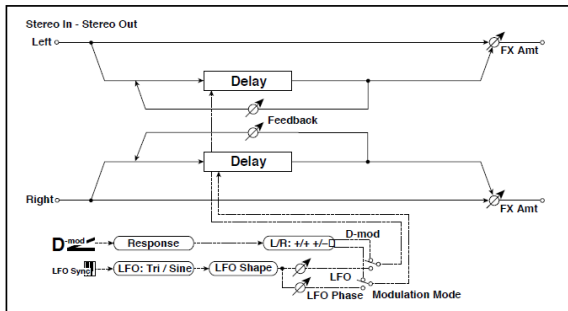 Stereo In - Stereo Out
Left
FX Amt
Delay
Feedback
Delay
Right
FX Amt
D-mod
Response
L/R: +/+ +/–
D-mod
LFO Sync
LFO: Tri / Sine
LFO Shape
LFO
LFO Phase
Modulation Mode